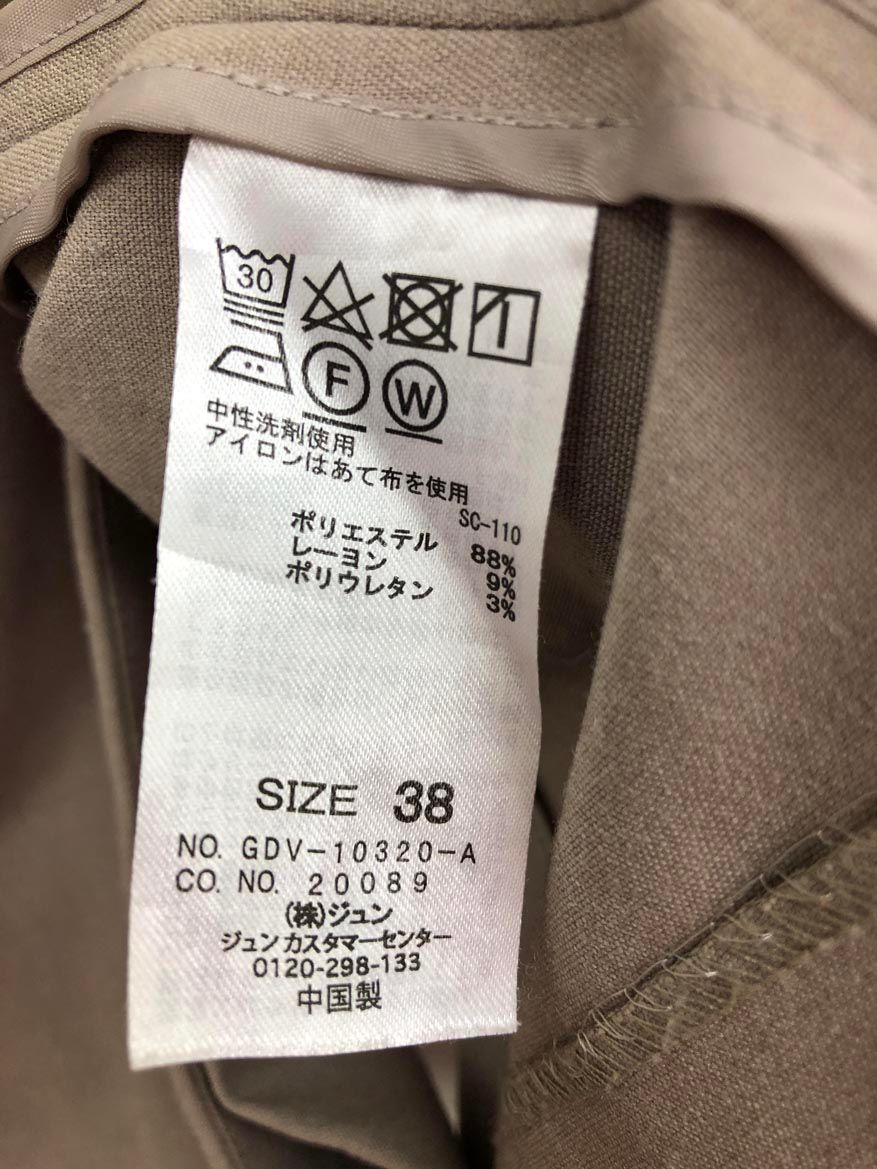 30
F W
中性洗剤使用
アイロンはあて布を使用
SC-110
ポリエステル 88%
レーヨン 9%
ポリウレタン 3%
SIZE 38
NO. GDV-10320-A
CO. NO. 20089
(株)ジュン
ジュンカスタマーセンター
0120-298-133
中国製